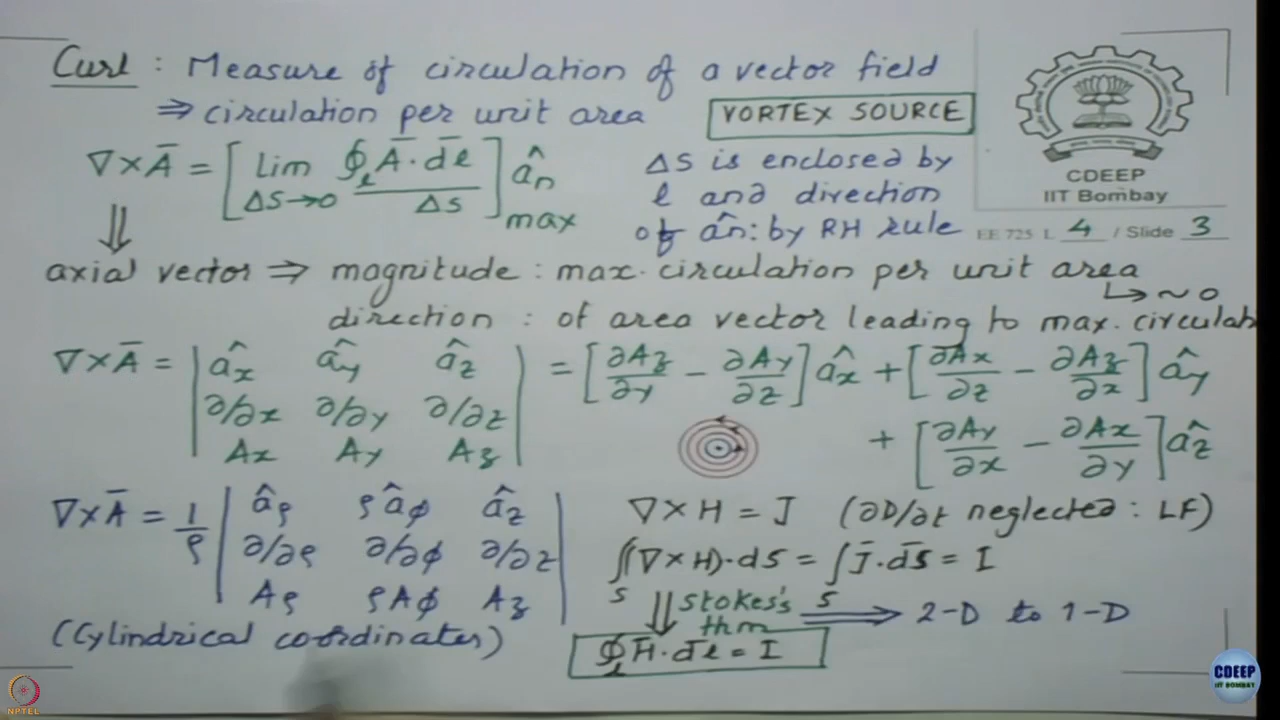 Curl : Measure of circulation of a vector field
⇒ circulation per unit area
VORTEX SOURCE
∇×A̅ = [Lim ΔS→0 ∮ₗ A̅·dl̅ / ΔS] âₙ max
ΔS is enclosed by
l and direction
of âₙ: by RH rule
CDEEP
IIT Bombay
EE 725 L 4 / Slide 3
axial vector ⇒ magnitude : max. circulation per unit area
↳ ~ 0
direction : of area vector leading to max. circulat
∇×A̅ = | âx ây âz | = [∂Az/∂y − ∂Ay/∂z] âx + [∂Ax/∂z − ∂Az/∂x] ây
| ∂/∂x ∂/∂y ∂/∂z |
| Ax Ay Az | + [∂Ay/∂x − ∂Ax/∂y] âz
∇×A̅ = 1/ρ | âρ ρâφ âz |
| ∂/∂ρ ∂/∂φ ∂/∂z |
| Aρ ρAφ Az |
(Cylindrical coordinates)
∇×H = J (∂D/∂t neglected : LF)
∬s (∇×H)·dS = ∫s J̅·dS̅ = I
⇓ Stokes's thm ⟹ 2-D to 1-D
∮ₗ H̅·dl̅ = I
NPTEL
CDEEP
IIT BOMBAY